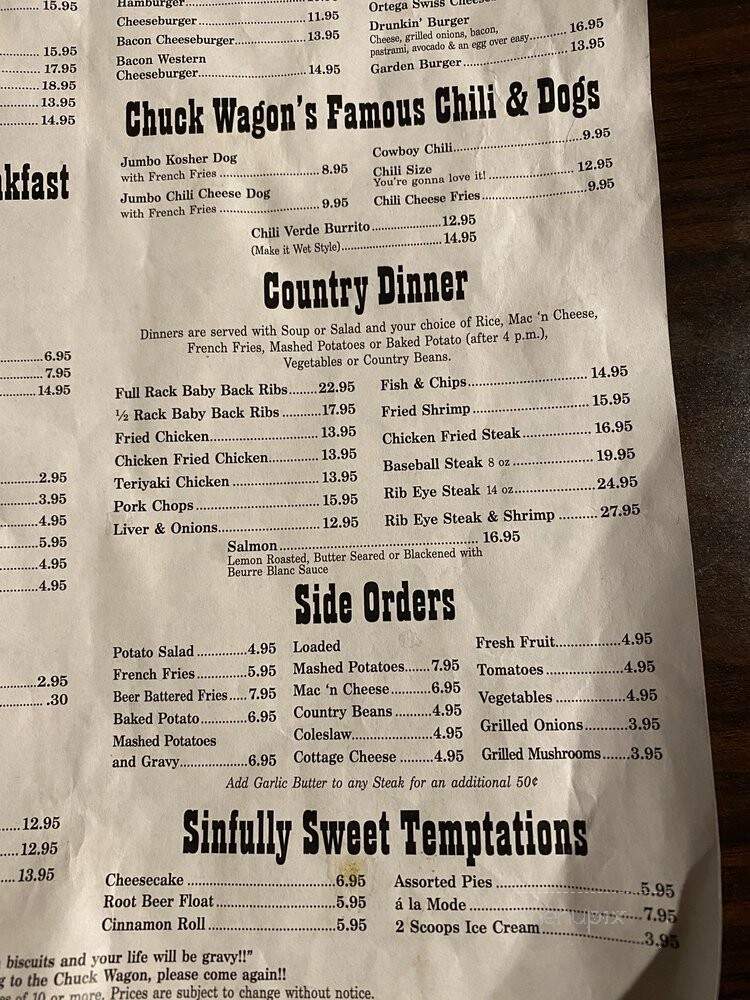 15.95
15.95
17.95
18.95
13.95
14.95
kfast
6.95
7.95
14.95
2.95
3.95
4.95
5.95
4.95
4.95
2.95
.30
12.95
12.95
13.95
Hamburger
Cheeseburger 11.95
Bacon Cheeseburger 13.95
Bacon Western
Cheeseburger 14.95
Ortega Swiss
Drunkin' Burger
Cheese, grilled onions, bacon,
pastrami, avocado & an egg over easy 16.95
Garden Burger 13.95
Chuck Wagon's Famous Chili & Dogs
Jumbo Kosher Dog
with French Fries 8.95
Jumbo Chili Cheese Dog
with French Fries 9.95
Cowboy Chili 9.95
Chili Size
You're gonna love it! 12.95
Chili Cheese Fries 9.95
Chili Verde Burrito 12.95
(Make it Wet Style) 14.95
Country Dinner
Dinners are served with Soup or Salad and your choice of Rice, Mac 'n Cheese,
French Fries, Mashed Potatoes or Baked Potato (after 4 p.m.),
Vegetables or Country Beans.
Full Rack Baby Back Ribs 22.95
½ Rack Baby Back Ribs 17.95
Fried Chicken 13.95
Chicken Fried Chicken 13.95
Teriyaki Chicken 13.95
Pork Chops 15.95
Liver & Onions 12.95
Fish & Chips 14.95
Fried Shrimp 15.95
Chicken Fried Steak 16.95
Baseball Steak 8 oz 19.95
Rib Eye Steak 14 oz 24.95
Rib Eye Steak & Shrimp 27.95
Salmon 16.95
Lemon Roasted, Butter Seared or Blackened with
Beurre Blanc Sauce
Side Orders
Potato Salad 4.95
French Fries 5.95
Beer Battered Fries 7.95
Baked Potato 6.95
Mashed Potatoes
and Gravy 6.95
Loaded
Mashed Potatoes 7.95
Mac 'n Cheese 6.95
Country Beans 4.95
Coleslaw 4.95
Cottage Cheese 4.95
Fresh Fruit 4.95
Tomatoes 4.95
Vegetables 4.95
Grilled Onions 3.95
Grilled Mushrooms 3.95
Add Garlic Butter to any Steak for an additional 50¢
Sinfully Sweet Temptations
Cheesecake 6.95
Root Beer Float 5.95
Cinnamon Roll 5.95
Assorted Pies 5.95
á la Mode 7.95
2 Scoops Ice Cream 3.95
biscuits and your life will be gravy!!"
to the Chuck Wagon, please come again!!
of 10 or more. Prices are subject to change without notice.